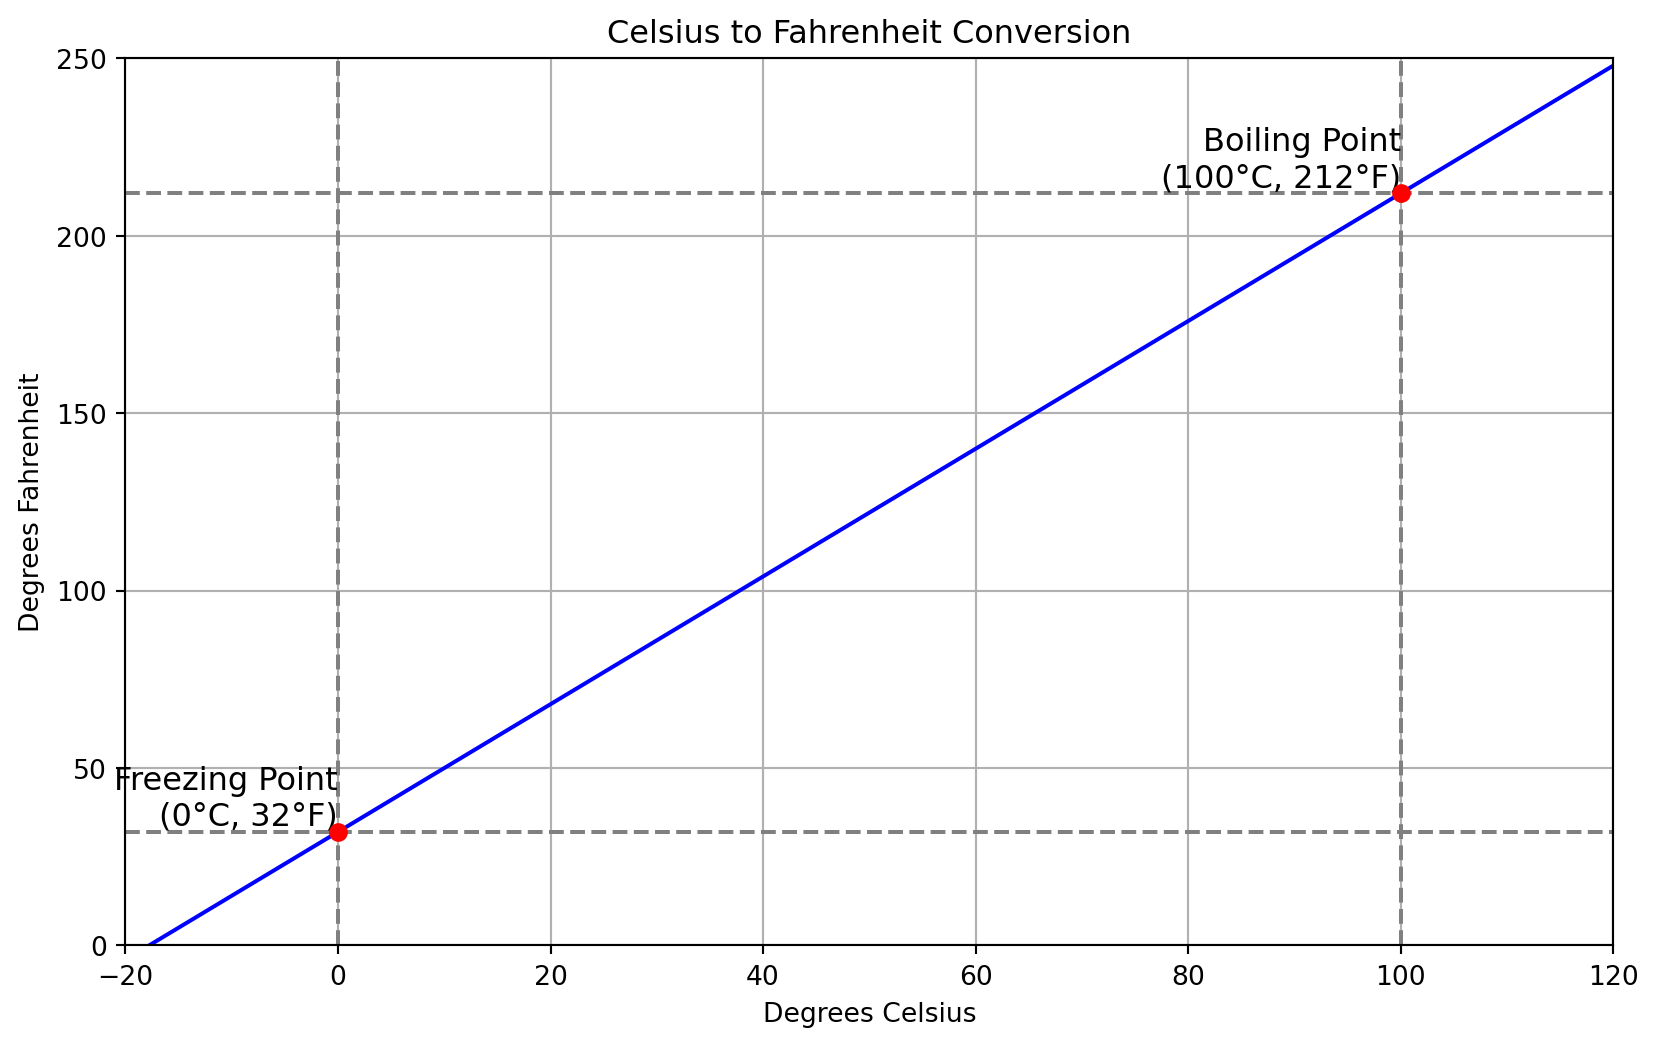 Celsius to Fahrenheit Conversion
250
200
150
100
50
0
Degrees Fahrenheit
Boiling Point
(100°C, 212°F)
Freezing Point
(0°C, 32°F)
−20 0 20 40 60 80 100 120
Degrees Celsius